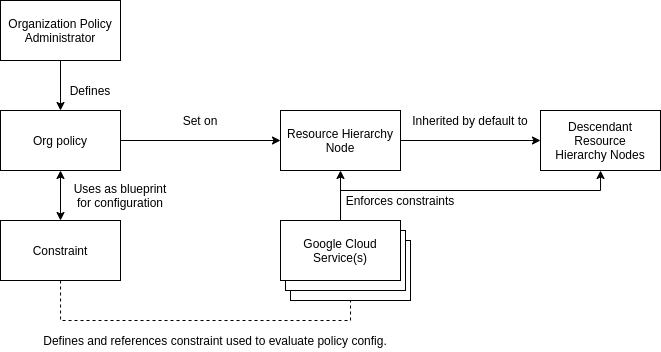 Organization Policy
Administrator
Defines
Org policy
Set on
Resource Hierarchy
Node
Inherited by default to
Descendant
Resource
Hierarchy Nodes
Uses as blueprint
for configuration
Enforces constraints
Constraint
Google Cloud
Service(s)
Defines and references constraint used to evaluate policy config.